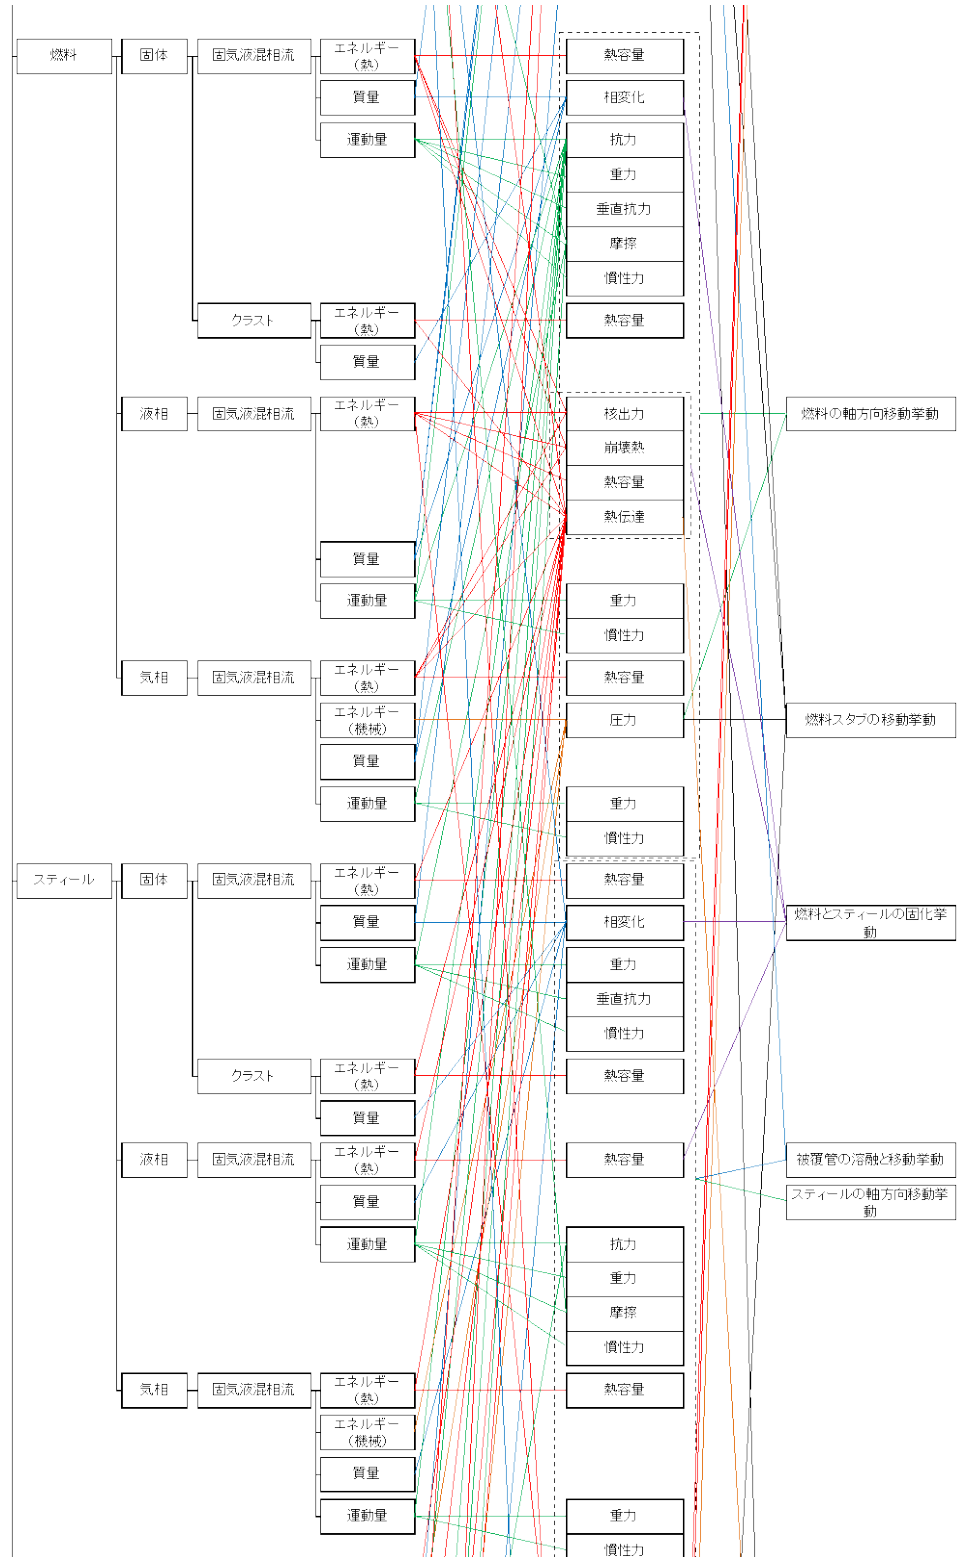 燃料
固体
固気液混相流
エネルギー
(熱)
熱容量
質量
相変化
運動量
抗力
重力
垂直抗力
摩擦
慣性力
クラスト
エネルギー
(熱)
熱容量
質量
液相
固気液混相流
エネルギー
(熱)
核出力
燃料の軸方向移動挙動
崩壊熱
熱容量
熱伝達
質量
運動量
重力
慣性力
気相
固気液混相流
エネルギー
(熱)
熱容量
エネルギー
(機械)
圧力
燃料スタブの移動挙動
質量
運動量
重力
慣性力
スティール
固体
固気液混相流
エネルギー
(熱)
熱容量
質量
相変化
燃料とスティールの固化挙
動
運動量
重力
垂直抗力
慣性力
クラスト
エネルギー
(熱)
熱容量
質量
液相
固気液混相流
エネルギー
(熱)
熱容量
被覆管の溶融と移動挙動
質量
スティールの軸方向移動挙
動
運動量
抗力
重力
摩擦
慣性力
気相
固気液混相流
エネルギー
(熱)
熱容量
エネルギー
(機械)
質量
運動量
重力
慣性力